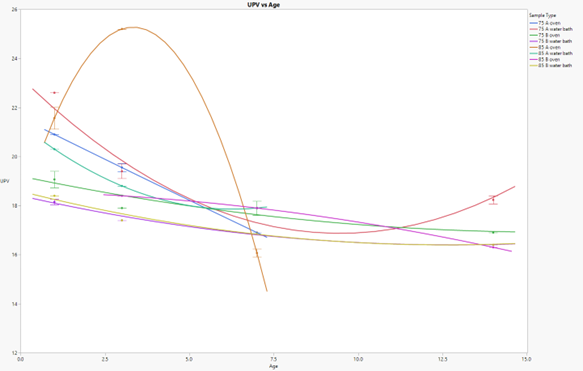 UPV vs Age
26
24
22
20
18
16
14
12
UPV
0.0 2.5 5.0 7.5 10.0 12.5 15.0
Age
Sample Type
75 A oven
75 A water bath
75 B oven
75 B water bath
85 A oven
85 A water bath
85 B oven
85 B water bath